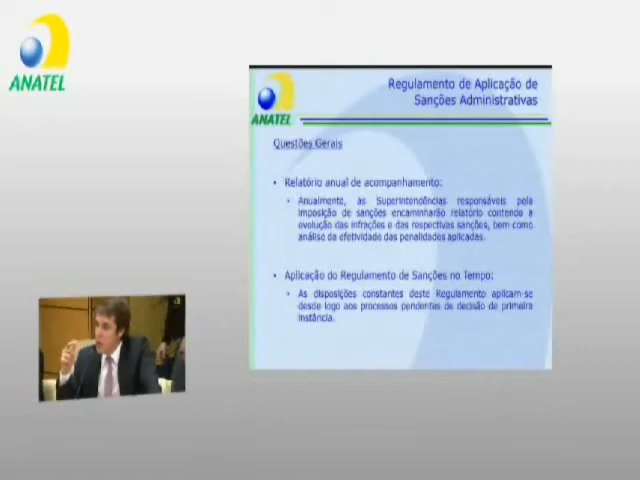 ANATEL
Regulamento de Aplicação de
Sanções Administrativas
ANATEL
Questões Gerais
• Relatório anual de acompanhamento:
• Anualmente, as Superintendências responsáveis pela
imposição de sanções encaminharão relatório contendo a
evolução das infrações e das respectivas sanções, bem como
análise da efetividade das penalidades aplicadas.
• Aplicação do Regulamento de Sanções no Tempo:
• As disposições constantes deste Regulamento aplicam-se
desde logo aos processos pendentes de decisão de primeira
instância.